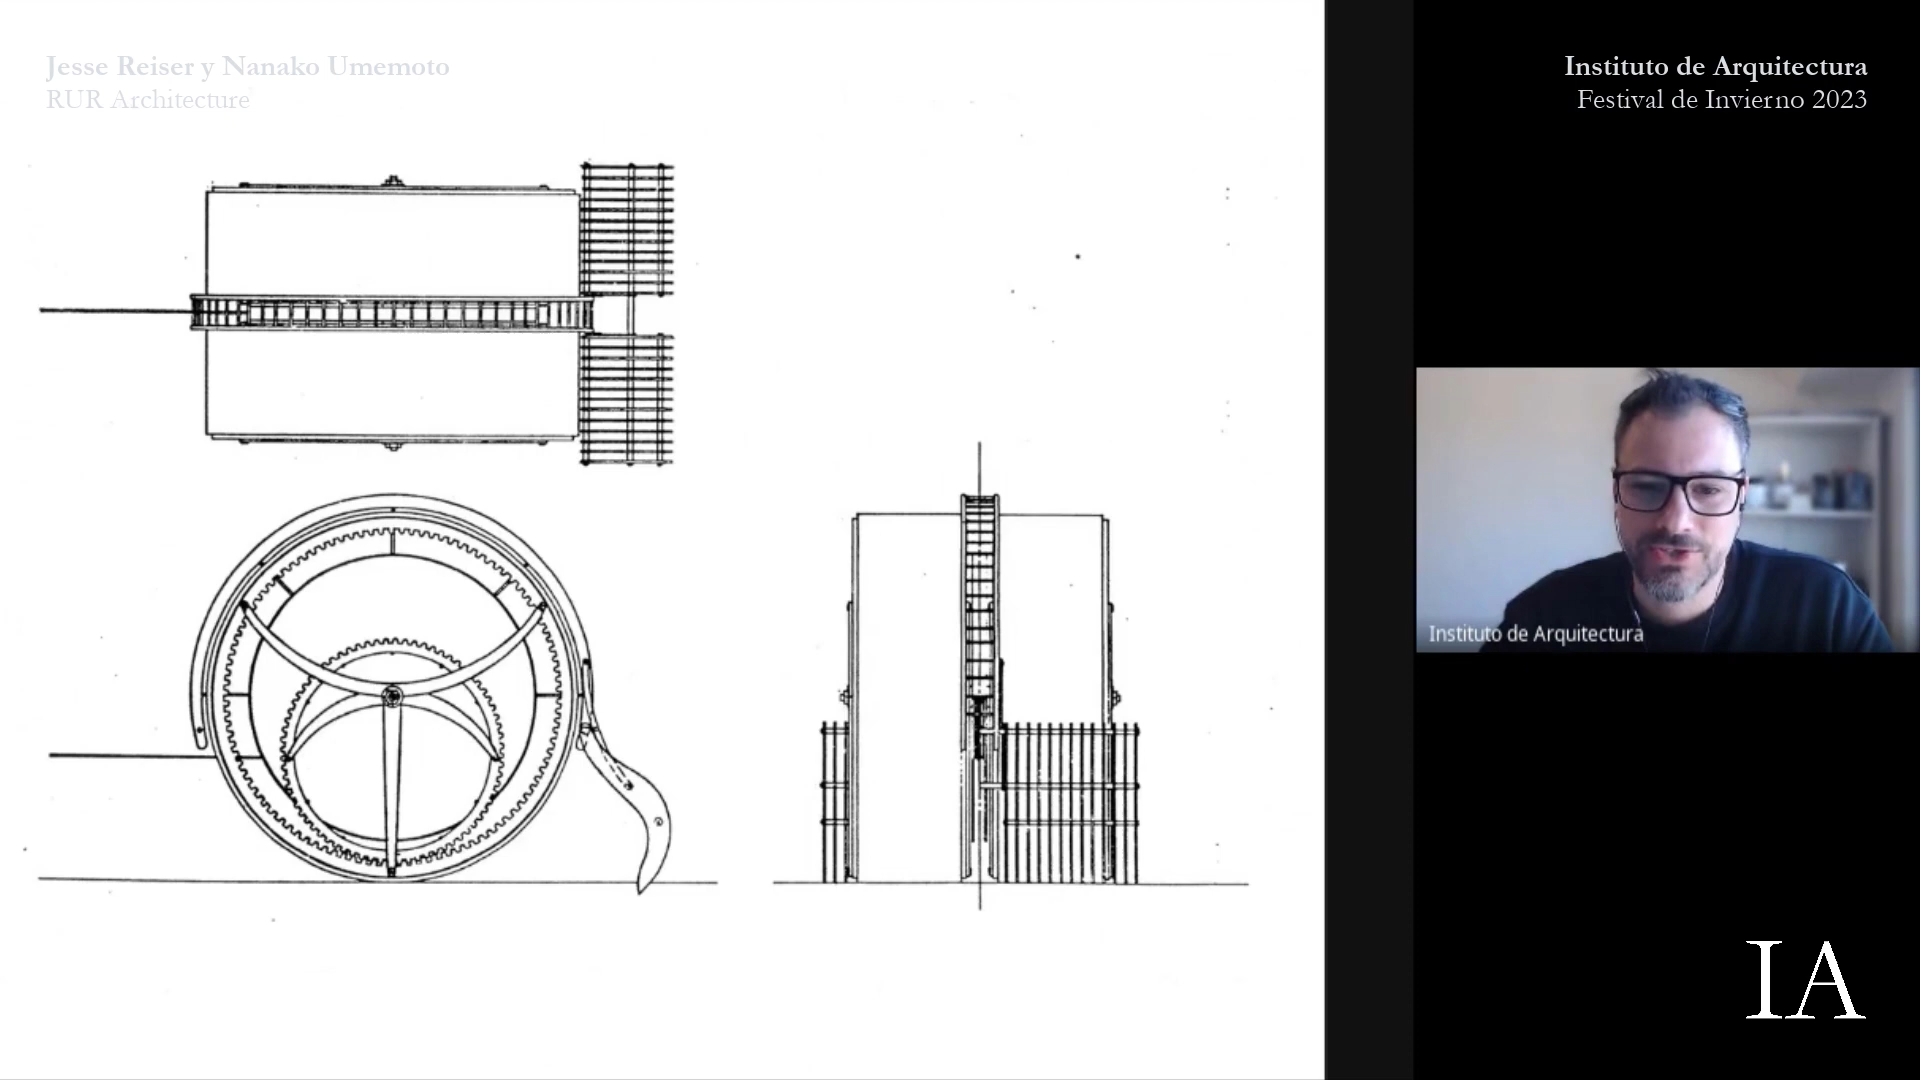 Jesse Reiser y Nanako Umemoto
RUR Architecture
Instituto de Arquitectura
Festival de Invierno 2023
Instituto de Arquitectura
IA